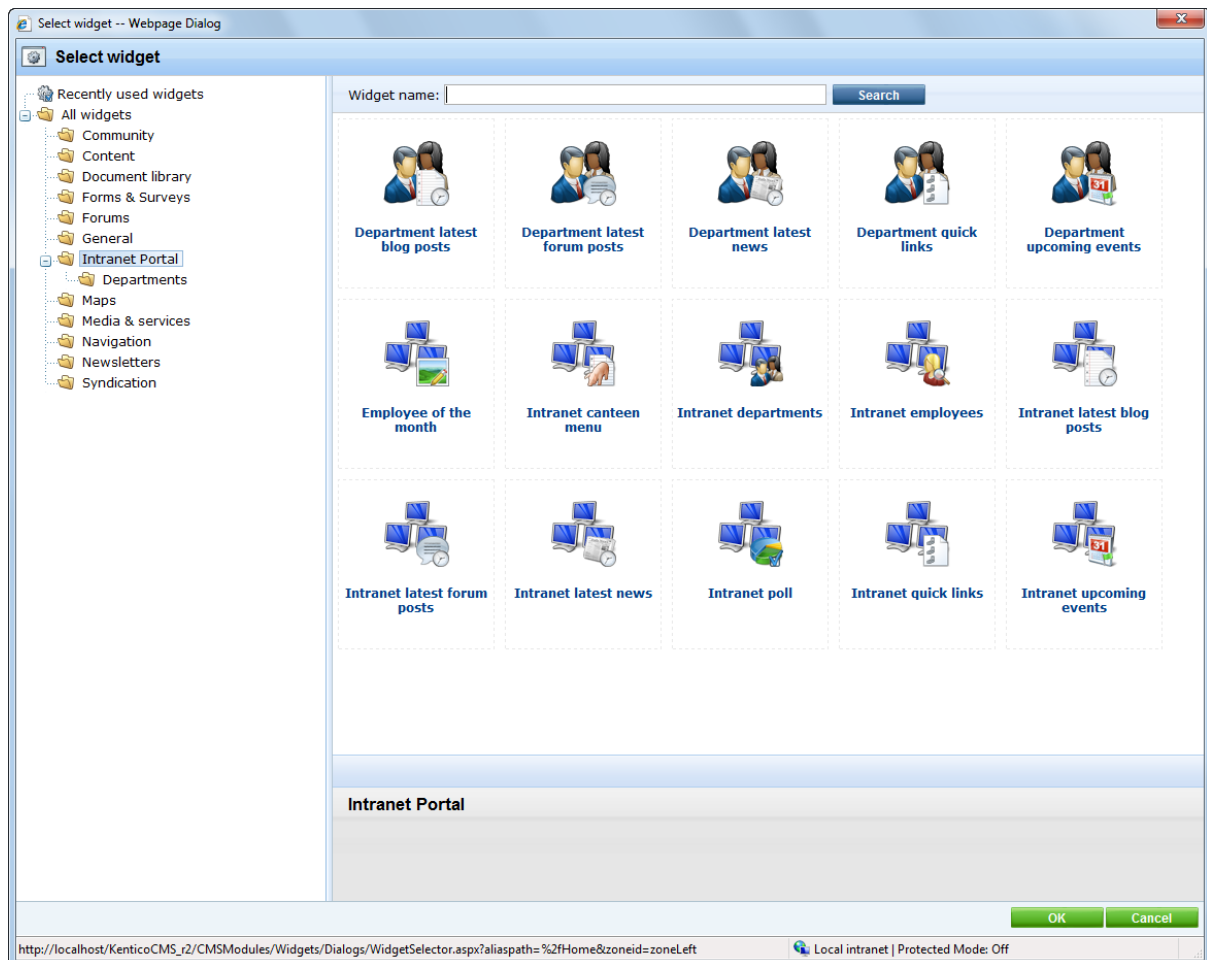 Select widget -- Webpage Dialog
x
Select widget
Recently used widgets
All widgets
Community
Content
Document library
Forms & Surveys
Forums
General
Intranet Portal
Departments
Maps
Media & services
Navigation
Newsletters
Syndication
Widget name:
Search
Department latest
blog posts
Department latest
forum posts
Department latest
news
Department quick
links
31
Department
upcoming events
Employee of the
month
Intranet canteen
menu
Intranet departments
Intranet employees
Intranet latest blog
posts
Intranet latest forum
posts
Intranet latest news
Intranet poll
Intranet quick links
31
Intranet upcoming
events
Intranet Portal
OK
Cancel
http://localhost/KenticoCMS_r2/CMSModules/Widgets/Dialogs/WidgetSelector.aspx?aliaspath=%2fHome&zoneid=zoneLeft
Local intranet | Protected Mode: Off